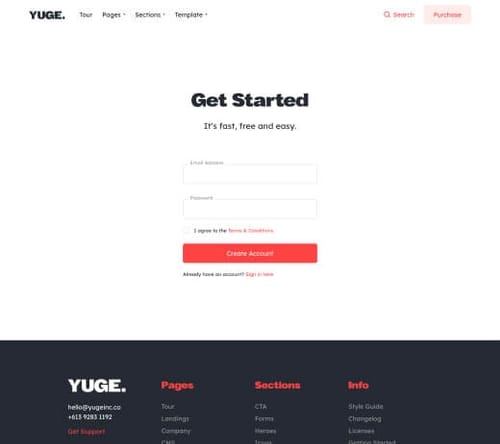 YUGE. Tour Pages Sections Template Search Purchase
Get Started
It's fast, free and easy.
Email Address
Password
I agree to the Terms & Conditions
Create Account
Already have an account? Sign in here
YUGE. Pages Sections Info
hello@yugeinc.co Tour CTA Style Guide
+613 9283 1192 Landings Forms Changelog
Get Support Company Heroes Licenses
CMS Icons